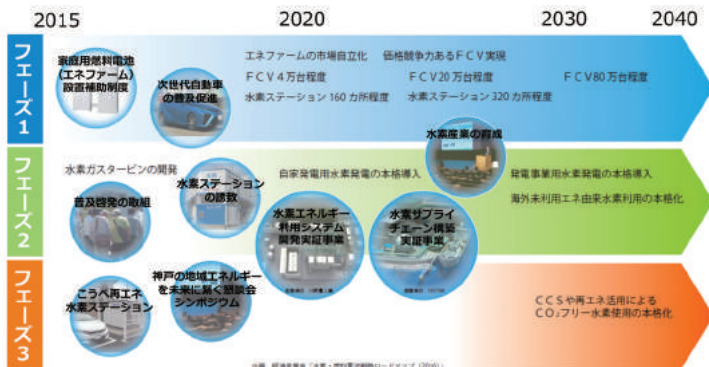 2015
2020
2030
2040
フェーズ1
家庭用燃料電池
(エネファーム)
設置補助制度
次世代自動車
の普及促進
エネファームの市場自立化　価格競争力あるFCV実現
FCV4万台程度
FCV20万台程度
FCV80万台程度
水素ステーション160カ所程度
水素ステーション320カ所程度
水素産業の育成
フェーズ2
水素ガスタービンの開発
普及啓発の取組
水素ステーション
の誘致
自家発電用水素発電の本格導入
発電事業用水素発電の本格導入
海外未利用エネ由来水素利用の本格化
水素エネルギー
利用システム
開発実証事業
水素サプライ
チェーン構築
実証事業
フェーズ3
こうべ再エネ
水素ステーション
神戸の地域エネルギー
を未来に繋ぐ懇談会
シンポジウム
CCSや再エネ活用による
CO₂フリー水素使用の本格化